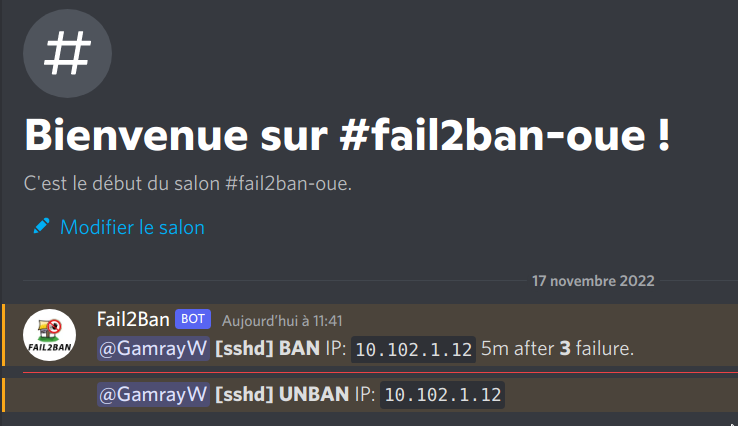 #
Bienvenue sur #fail2ban-oue !
C'est le début du salon #fail2ban-oue.
Modifier le salon
17 novembre 2022
Fail2Ban BOT Aujourd'hui à 11:41
FAIL2BAN
@GamrayW [sshd] BAN IP: 10.102.1.12 5m after 3 failure.
@GamrayW [sshd] UNBAN IP: 10.102.1.12